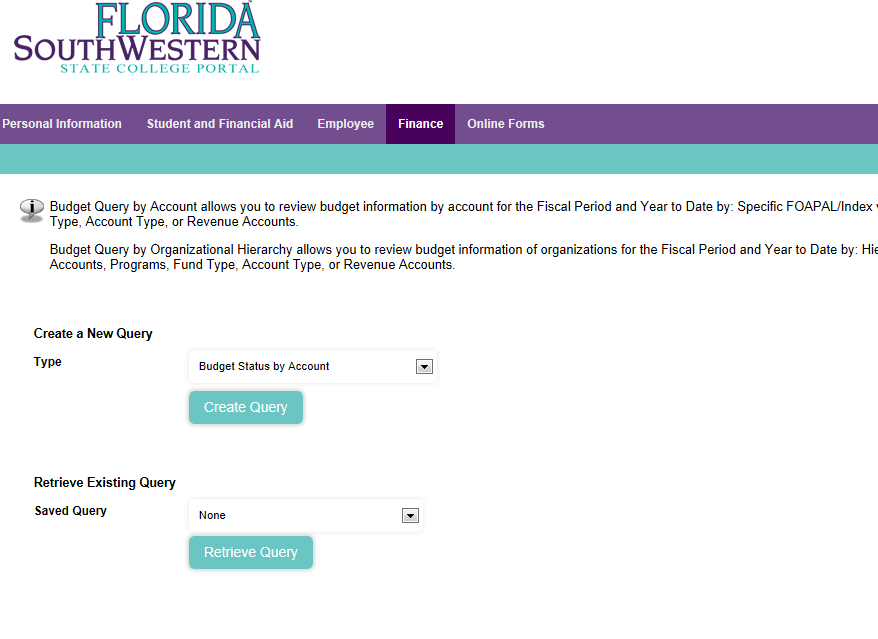 FLORIDA
SOUTHWESTERN
STATE COLLEGE PORTAL
Personal Information Student and Financial Aid Employee Finance Online Forms
Budget Query by Account allows you to review budget information by account for the Fiscal Period and Year to Date by: Specific FOAPAL/Index
Type, Account Type, or Revenue Accounts.
Budget Query by Organizational Hierarchy allows you to review budget information of organizations for the Fiscal Period and Year to Date by:
Accounts, Programs, Fund Type, Account Type, or Revenue Accounts.
Create a New Query
Type Budget Status by Account
Create Query
Retrieve Existing Query
Saved Query None
Retrieve Query